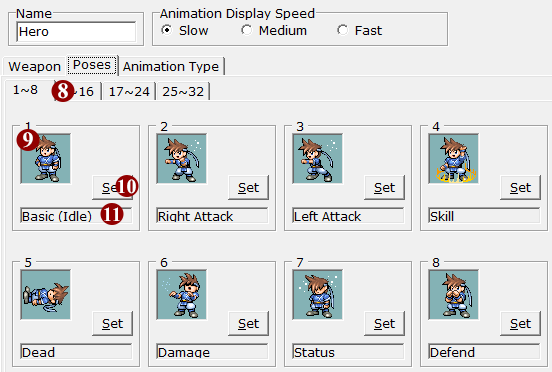 Name
Hero
Animation Display Speed
Slow Medium Fast
Weapon Poses Animation Type
1~8 8 ~16 17~24 25~32
1 2 3 4
9
Se 10 Set Set Set
Basic (Idle) 11 Right Attack Left Attack Skill
5 6 7 8
Set Set Set Set
Dead Damage Status Defend